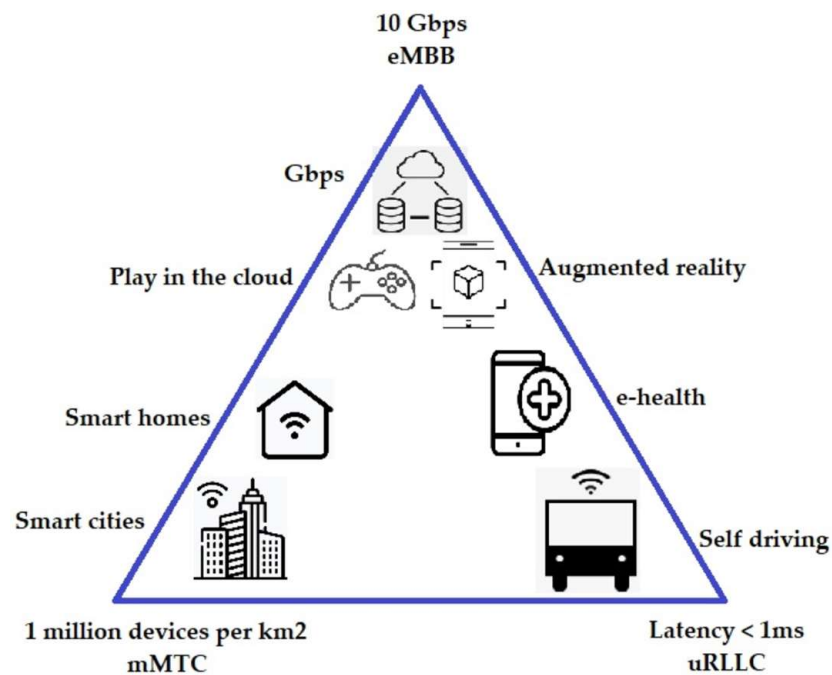 10 Gbps
eMBB
Gbps
Play in the cloud
Augmented reality
Smart homes
e-health
Smart cities
Self driving
1 million devices per km2
mMTC
Latency < 1ms
uRLLC